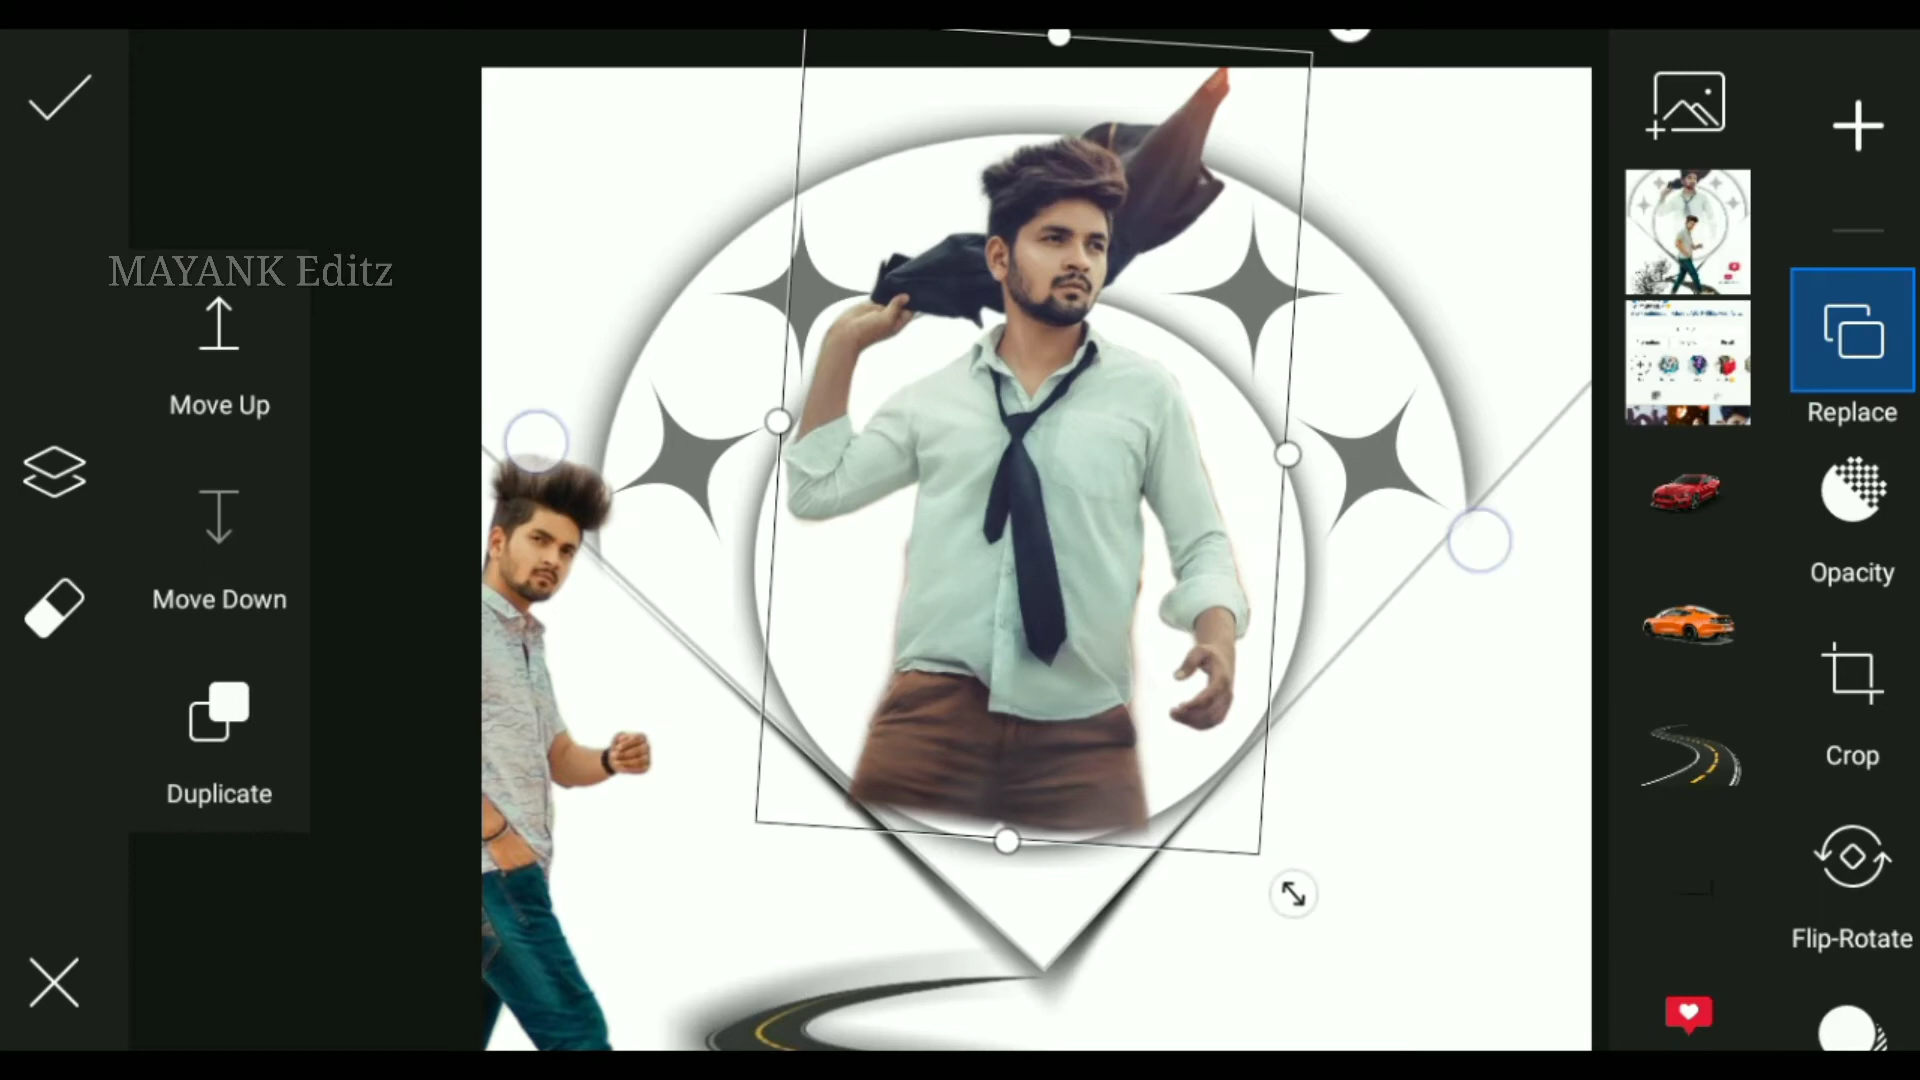 MAYANK Editz
Move Up
Move Down
Duplicate
Replace
Opacity
Crop
Flip-Rotate